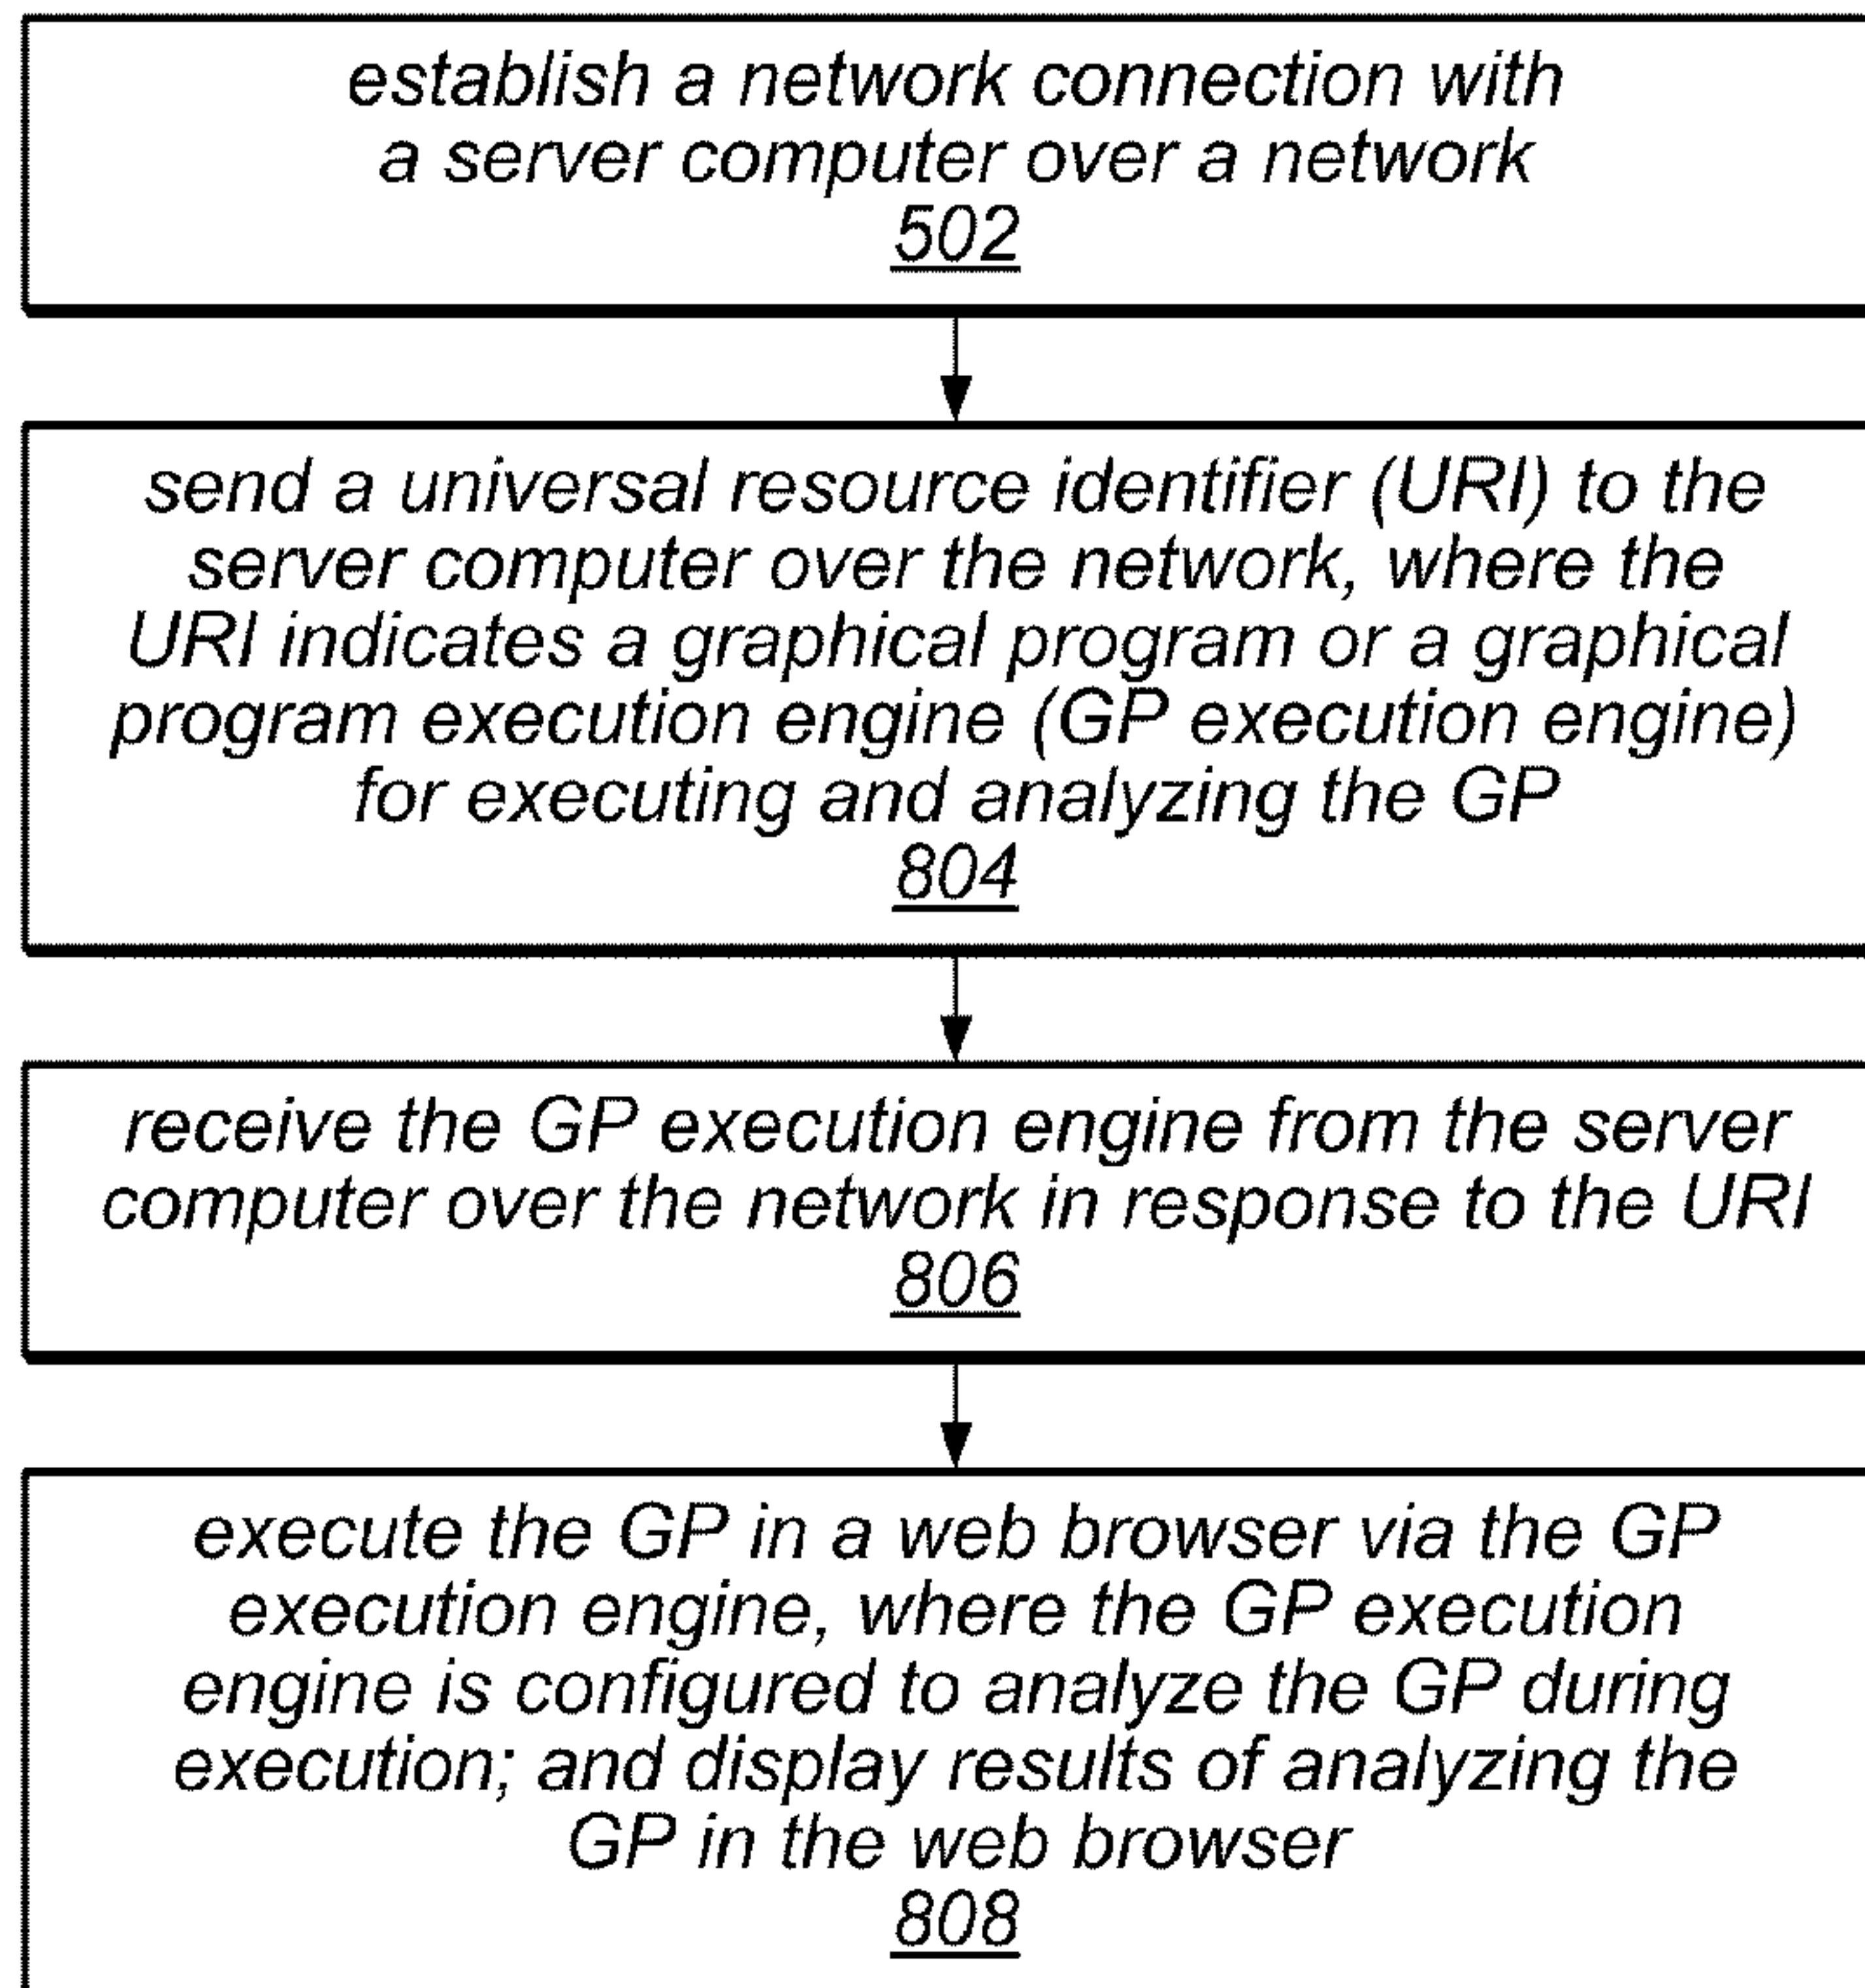 establish a network connection with
a server computer over a network
502
send a universal resource identifier (URI) to the
server computer over the network, where the
URI indicates a graphical program or a graphical
program execution engine (GP execution engine)
for executing and analyzing the GP
804
receive the GP execution engine from the server
computer over the network in response to the URI
806
execute the GP in a web browser via the GP
execution engine, where the GP execution
engine is configured to analyze the GP during
execution; and display results of analyzing the
GP in the web browser
808